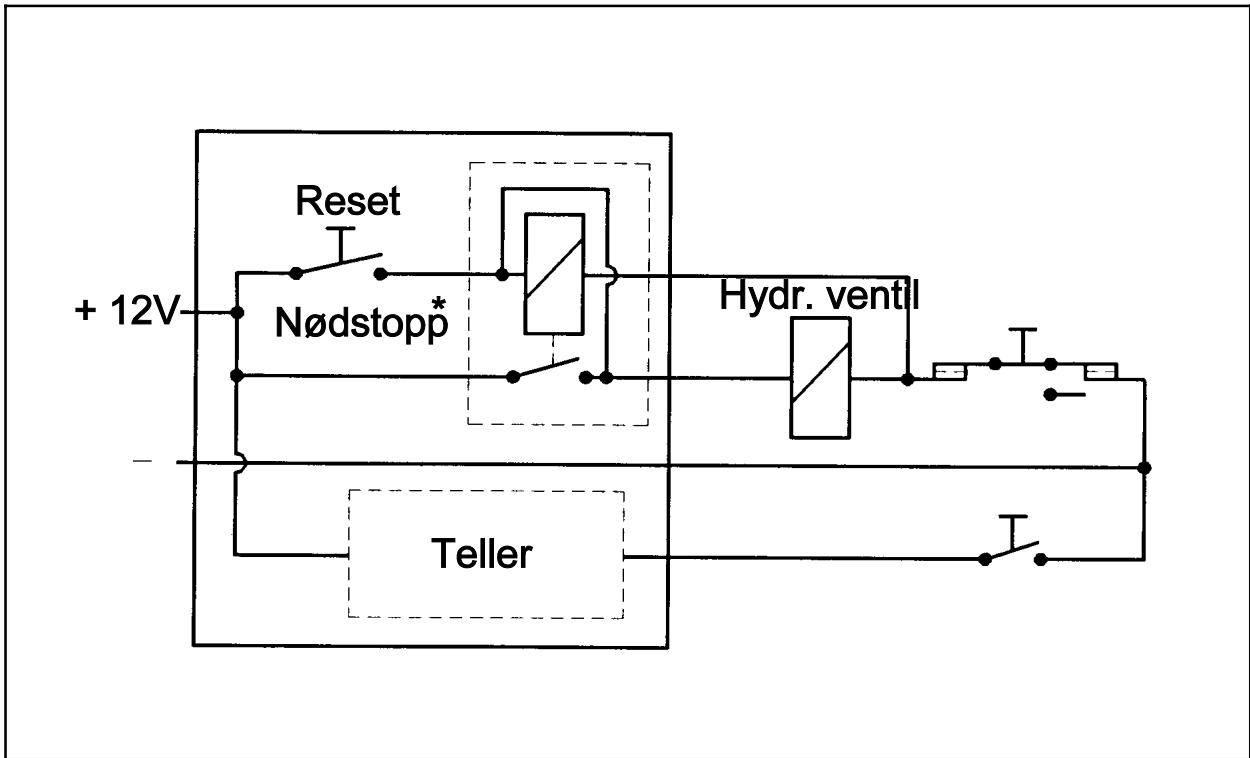 Reset
+ 12V
Nødstopp*
Hydr. ventil
–
Teller